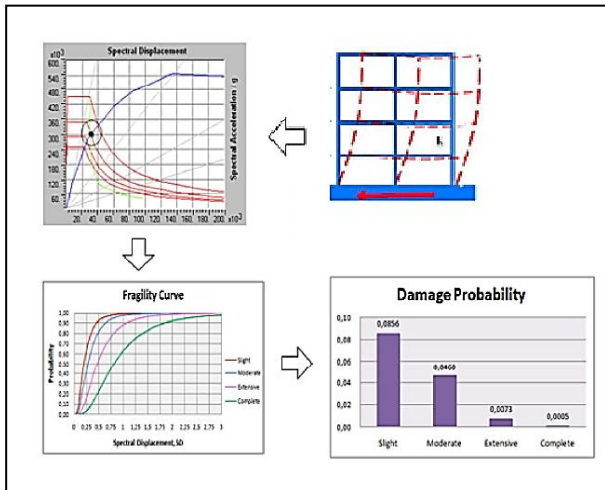 Spectral Displacement
x10³
600.
540.
480.
420.
360.
300.
240.
180.
120.
60.
Spectral Acceleration / g
20. 40. 60. 80. 100. 120. 140. 160. 180. 200. x10³
Fragility Curve
Probability
1,00
0,90
0,80
0,70
0,60
0,50
0,40
0,30
0,20
0,10
0,00
0 0,25 0,5 0,75 1 1,25 1,5 1,75 2 2,25 2,5 2,75 3
Spectral Displacement, SD
Slight
Moderate
Extensive
Complete
Damage Probability
0,10
0,08
0,06
0,04
0,02
0,00
0,0856
0,0460
0,0073
0,0005
Slight Moderate Extensive Complete